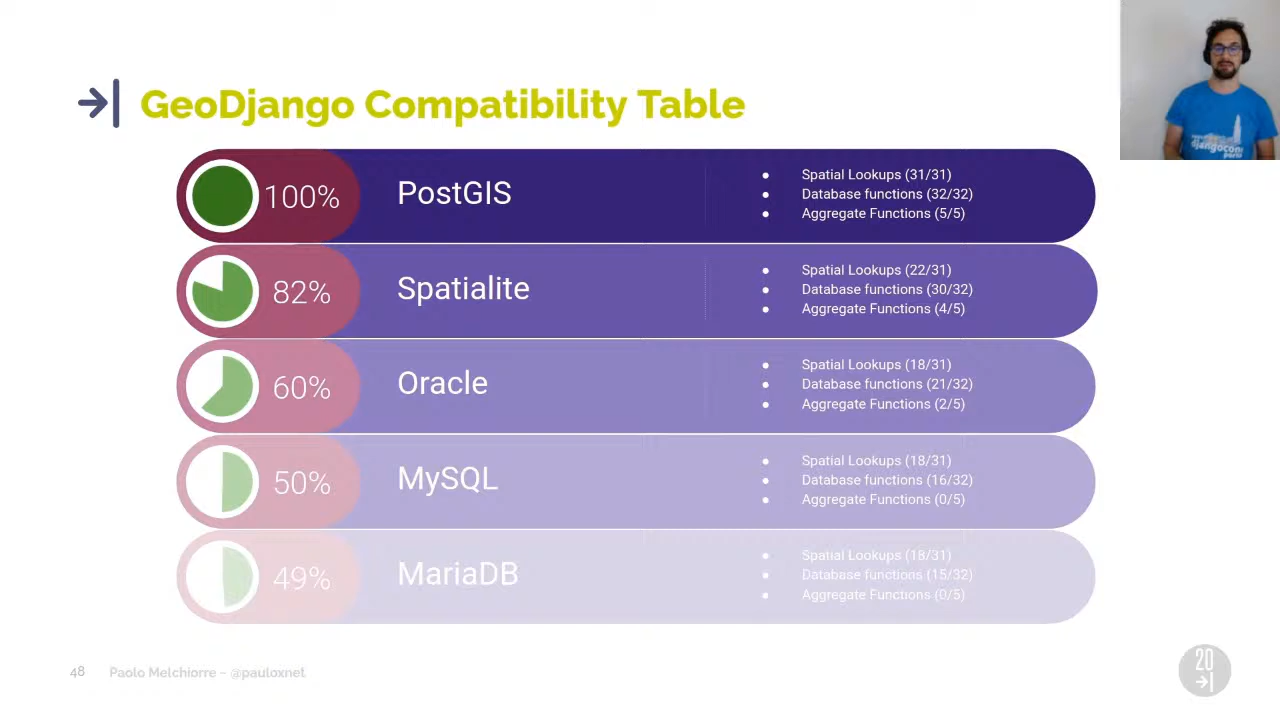 GeoDjango Compatibility Table
100%
PostGIS
● Spatial Lookups (31/31)
● Database functions (32/32)
● Aggregate Functions (5/5)
82%
Spatialite
● Spatial Lookups (22/31)
● Database functions (30/32)
● Aggregate Functions (4/5)
60%
Oracle
● Spatial Lookups (18/31)
● Database functions (21/32)
● Aggregate Functions (2/5)
50%
MySQL
● Spatial Lookups (18/31)
● Database functions (16/32)
● Aggregate Functions (0/5)
49%
MariaDB
● Spatial Lookups (18/31)
● Database functions (15/32)
● Aggregate Functions (0/5)
48
Paolo Melchiorre – @pauloxnet
20
djangocon